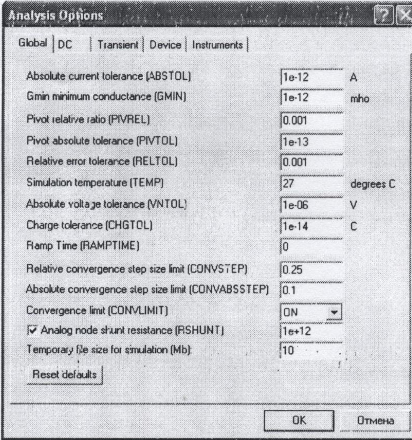 Analysis Options
Global DC Transient Device Instruments
Absolute current tolerance (ABSTOL) 1e-12 A
Gmin minimum conductance (GMIN) 1e-12 mho
Pivot relative ratio (PIVREL) 0.001
Pivot absolute tolerance (PIVTOL) 1e-13
Relative error tolerance (RELTOL) 0.001
Simulation temperature (TEMP) 27 degrees C
Absolute voltage tolerance (VNTOL) 1e-06 V
Charge tolerance (CHGTOL) 1e-14 C
Ramp Time (RAMPTIME) 0
Relative convergence step size limit (CONVSTEP) 0.25
Absolute convergence step size limit (CONVABSSTEP) 0.1
Convergence limit (CONVLIMIT) ON
Analog node shunt resistance (RSHUNT) 1e+12
Temporary file size for simulation (Mb): 10
Reset defaults
OK Отмена